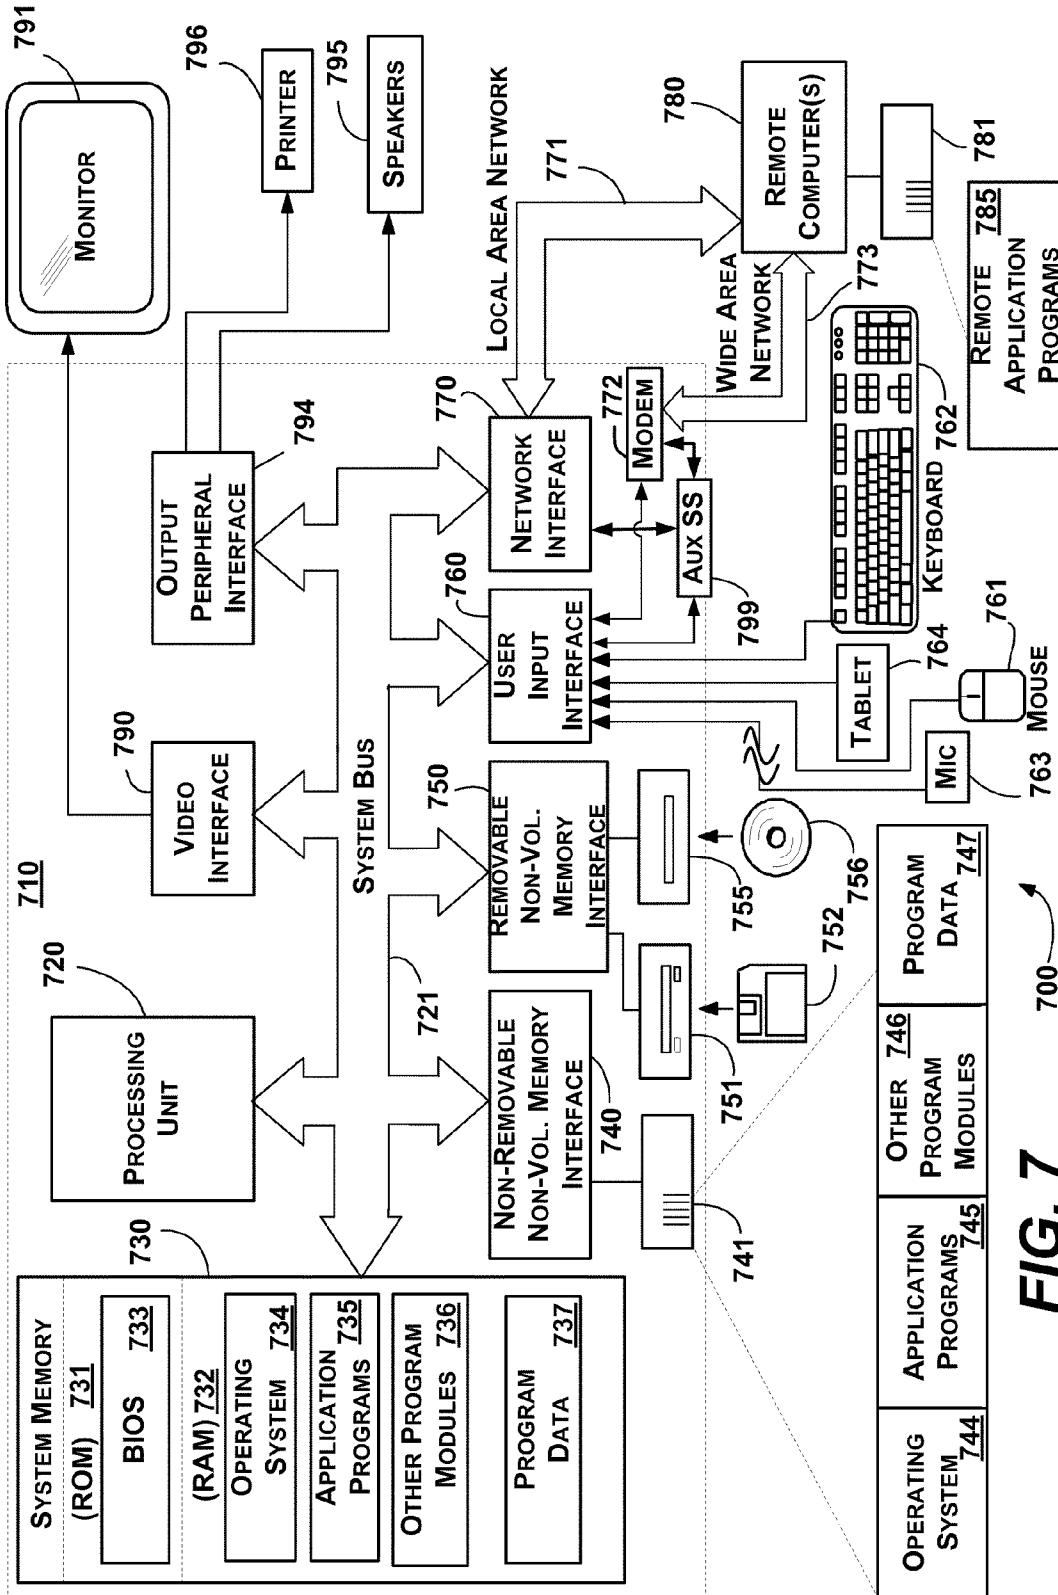 710
SYSTEM MEMORY
(ROM) 731
BIOS
733
(RAM) 732
OPERATING
SYSTEM 734
APPLICATION
PROGRAMS 735
OTHER PROGRAM
MODULES 736
PROGRAM
DATA 737
730
PROCESSING
UNIT
720
721
SYSTEM BUS
VIDEO
INTERFACE
790
OUTPUT
PERIPHERAL
INTERFACE
794
MONITOR
791
PRINTER
796
SPEAKERS
795
NON-REMOVABLE
NON-VOL. MEMORY
INTERFACE
740
REMOVABLE
NON-VOL.
MEMORY
INTERFACE
750
USER
INPUT
INTERFACE
760
NETWORK
INTERFACE
770
LOCAL AREA NETWORK
771
MODEM
772
AUX SS
799
WIDE AREA
NETWORK
773
REMOTE
COMPUTER(S)
780
781
REMOTE
785
APPLICATION
PROGRAMS
741
751
752
755
756
MIC
763
TABLET
764
MOUSE
761
KEYBOARD
762
OPERATING
SYSTEM 744
APPLICATION
PROGRAMS 745
OTHER 746
PROGRAM
MODULES
PROGRAM
DATA 747
700
FIG. 7